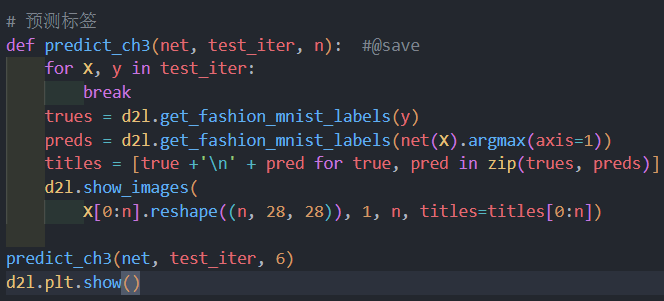 # 预测标签
def predict_ch3(net, test_iter, n):  #@save
    for X, y in test_iter:
        break
    trues = d2l.get_fashion_mnist_labels(y)
    preds = d2l.get_fashion_mnist_labels(net(X).argmax(axis=1))
    titles = [true +'\n' + pred for true, pred in zip(trues, preds)]
    d2l.show_images(
        X[0:n].reshape((n, 28, 28)), 1, n, titles=titles[0:n])

predict_ch3(net, test_iter, 6)
d2l.plt.show()